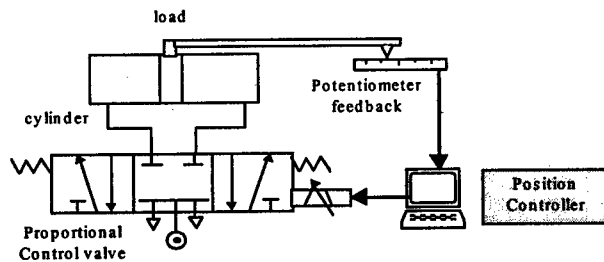 load
Potentiometer
feedback
cylinder
Position
Controller
Proportional
Control valve